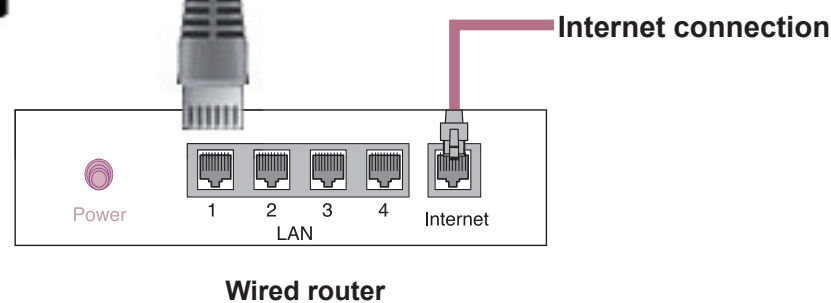 Internet connection
Power
1 2 3 4
Internet
LAN
Wired router